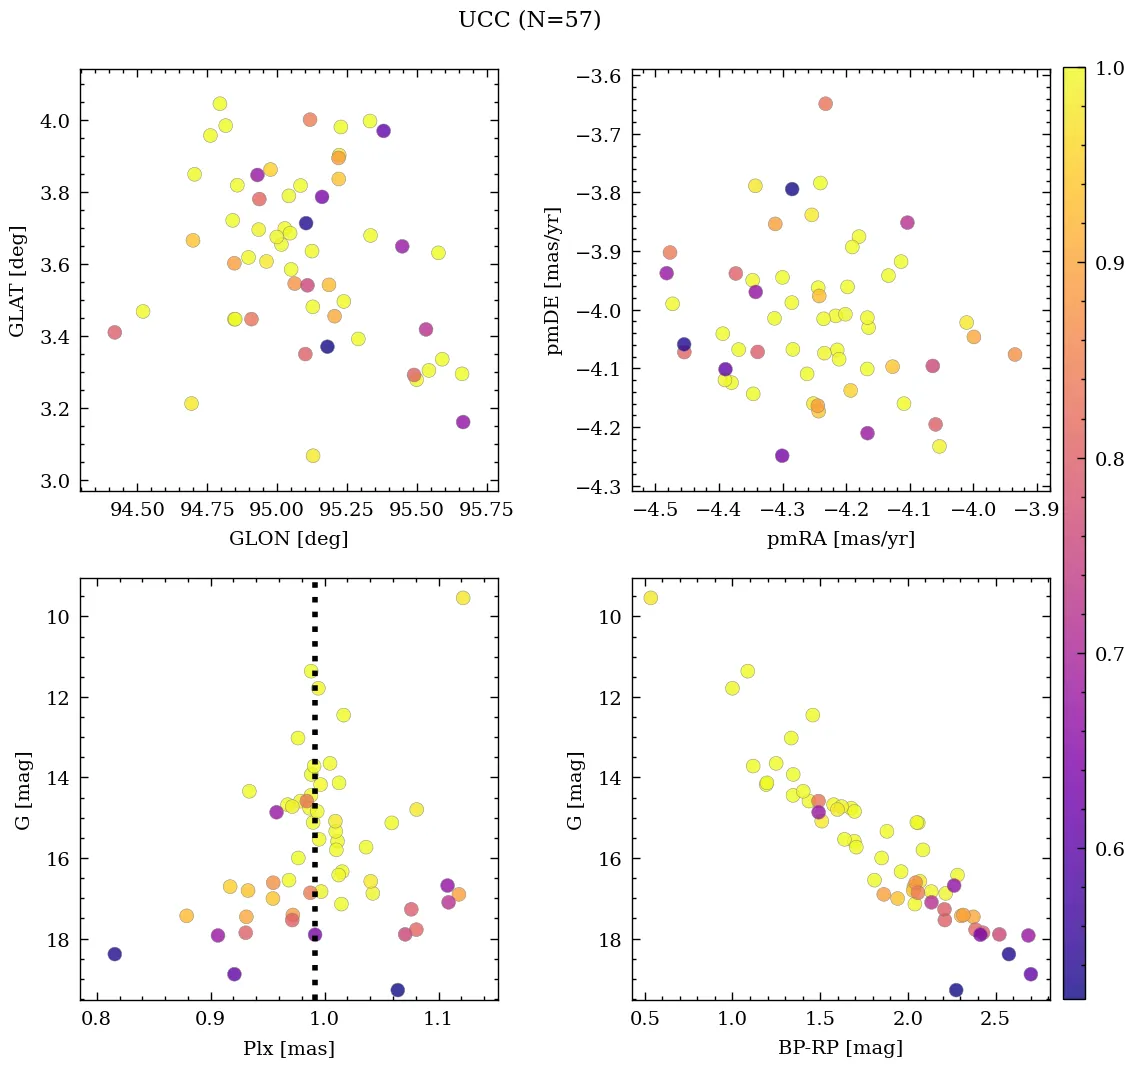 UCC (N=57)
4.0
3.8
3.6
3.4
3.2
3.0
GLAT [deg]
94.50 94.75 95.00 95.25 95.50 95.75
GLON [deg]
−3.6
−3.7
−3.8
−3.9
−4.0
−4.1
−4.2
−4.3
pmDE [mas/yr]
−4.5 −4.4 −4.3 −4.2 −4.1 −4.0 −3.9
pmRA [mas/yr]
10
12
14
16
18
G [mag]
0.8 0.9 1.0 1.1
Plx [mas]
10
12
14
16
18
G [mag]
0.5 1.0 1.5 2.0 2.5
BP-RP [mag]
1.0
0.9
0.8
0.7
0.6